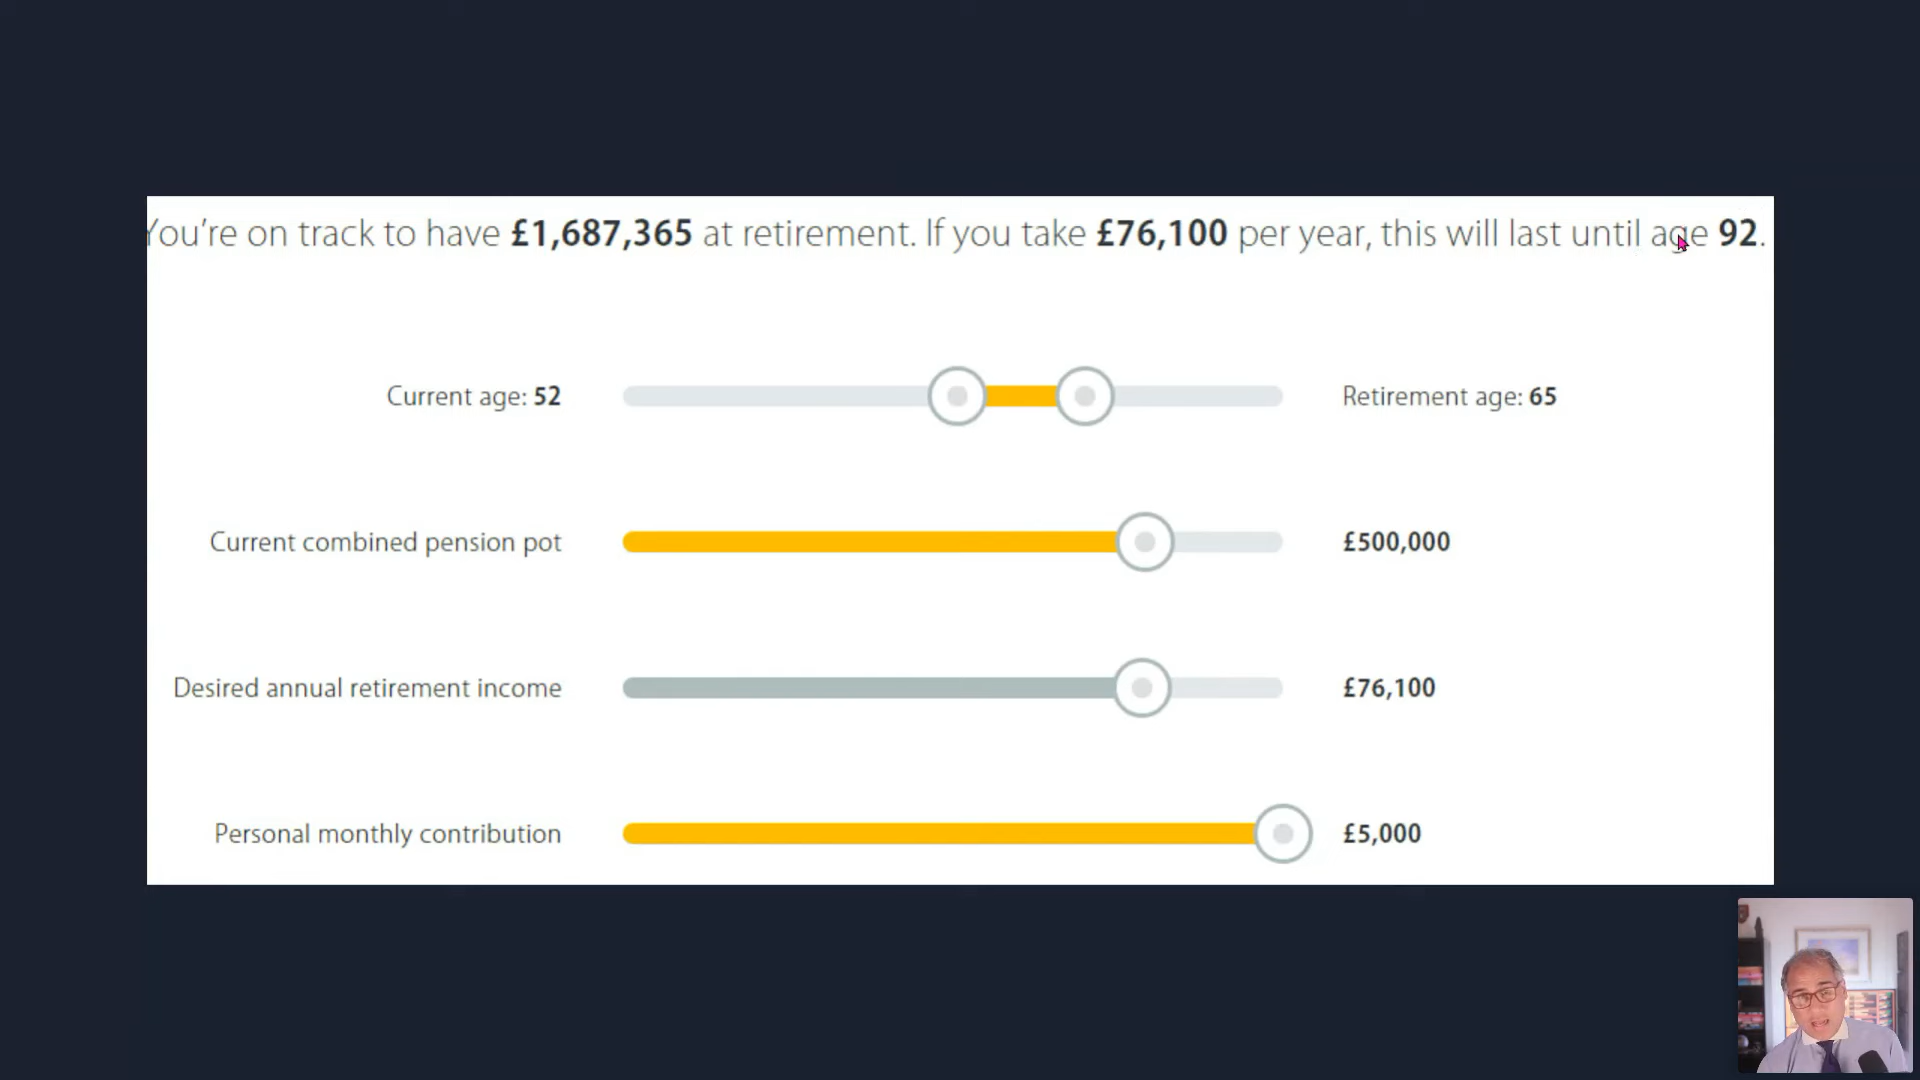 You're on track to have £1,687,365 at retirement. If you take £76,100 per year, this will last until age 92.
Current age: 52
Retirement age: 65
Current combined pension pot
£500,000
Desired annual retirement income
£76,100
Personal monthly contribution
£5,000